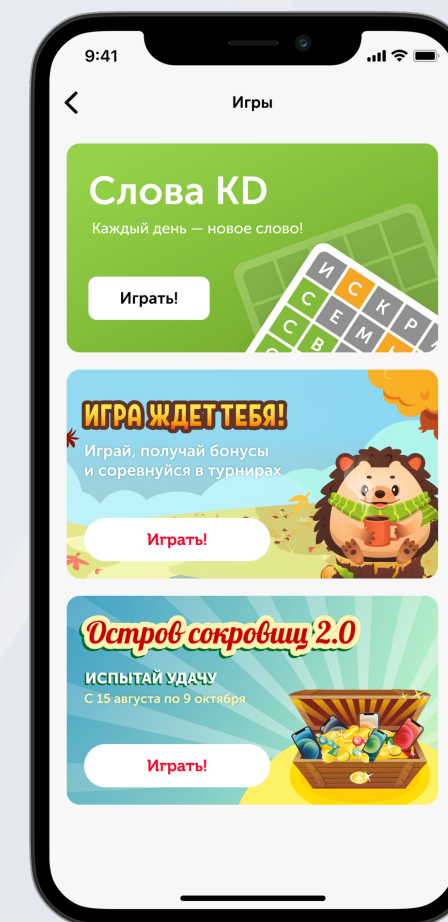 9:41
Игры
Слова KD
Каждый день — новое слово!
Играть!
И С К Р
С Е М
С В
ИГРА ЖДЕТ ТЕБЯ!
Играй, получай бонусы
и соревнуйся в турнирах
Играть!
Остров сокровищ 2.0
ИСПЫТАЙ УДАЧУ
С 15 августа по 9 октября
Играть!